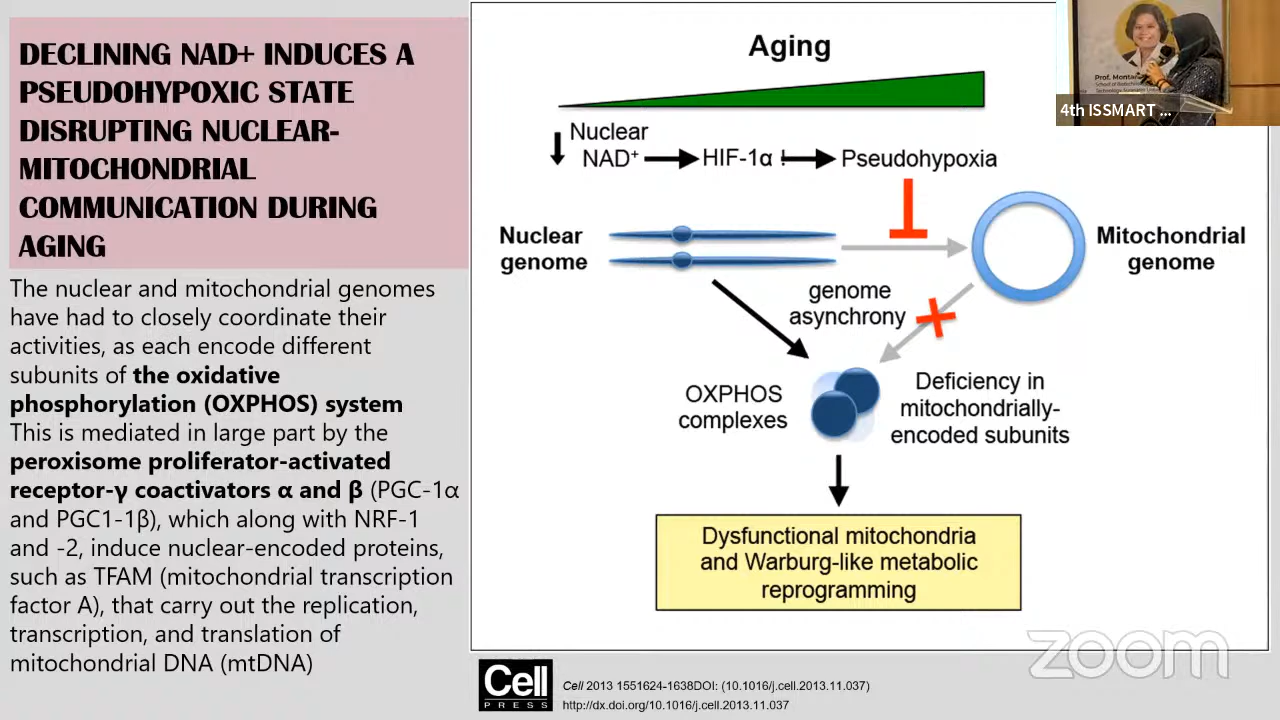 DECLINING NAD+ INDUCES A
PSEUDOHYPOXIC STATE
DISRUPTING NUCLEAR-
MITOCHONDRIAL
COMMUNICATION DURING
AGING
The nuclear and mitochondrial genomes
have had to closely coordinate their
activities, as each encode different
subunits of the oxidative
phosphorylation (OXPHOS) system
This is mediated in large part by the
peroxisome proliferator-activated
receptor-γ coactivators α and β (PGC-1α
and PGC1-1β), which along with NRF-1
and -2, induce nuclear-encoded proteins,
such as TFAM (mitochondrial transcription
factor A), that carry out the replication,
transcription, and translation of
mitochondrial DNA (mtDNA)
Aging
Nuclear
NAD⁺
HIF-1α
Pseudohypoxia
Nuclear
genome
Mitochondrial
genome
genome
asynchrony
OXPHOS
complexes
Deficiency in
mitochondrially-
encoded subunits
Dysfunctional mitochondria
and Warburg-like metabolic
reprogramming
Cell
PRESS
Cell 2013 1551624-1638DOI: (10.1016/j.cell.2013.11.037)
http://dx.doi.org/10.1016/j.cell.2013.11.037
Prof.
4th ISSMART ...
zoom